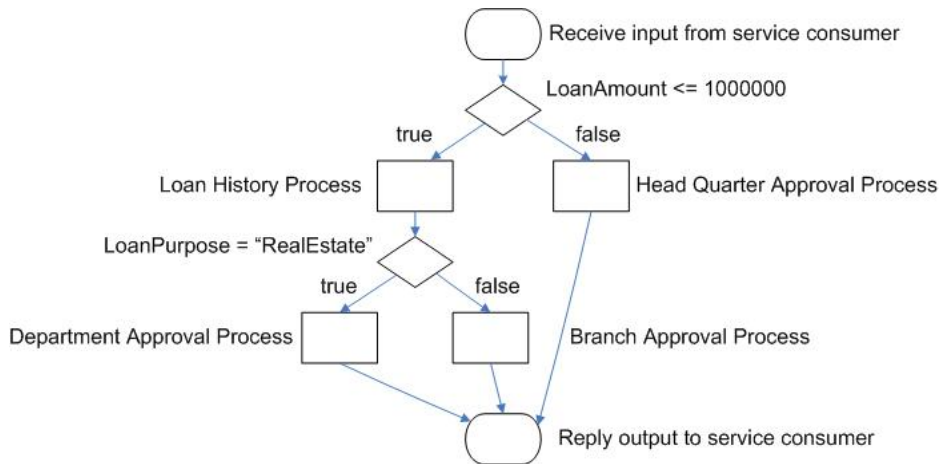 Receive input from service consumer
LoanAmount <= 1000000
true
false
Loan History Process
Head Quarter Approval Process
LoanPurpose = “RealEstate”
true
false
Department Approval Process
Branch Approval Process
Reply output to service consumer